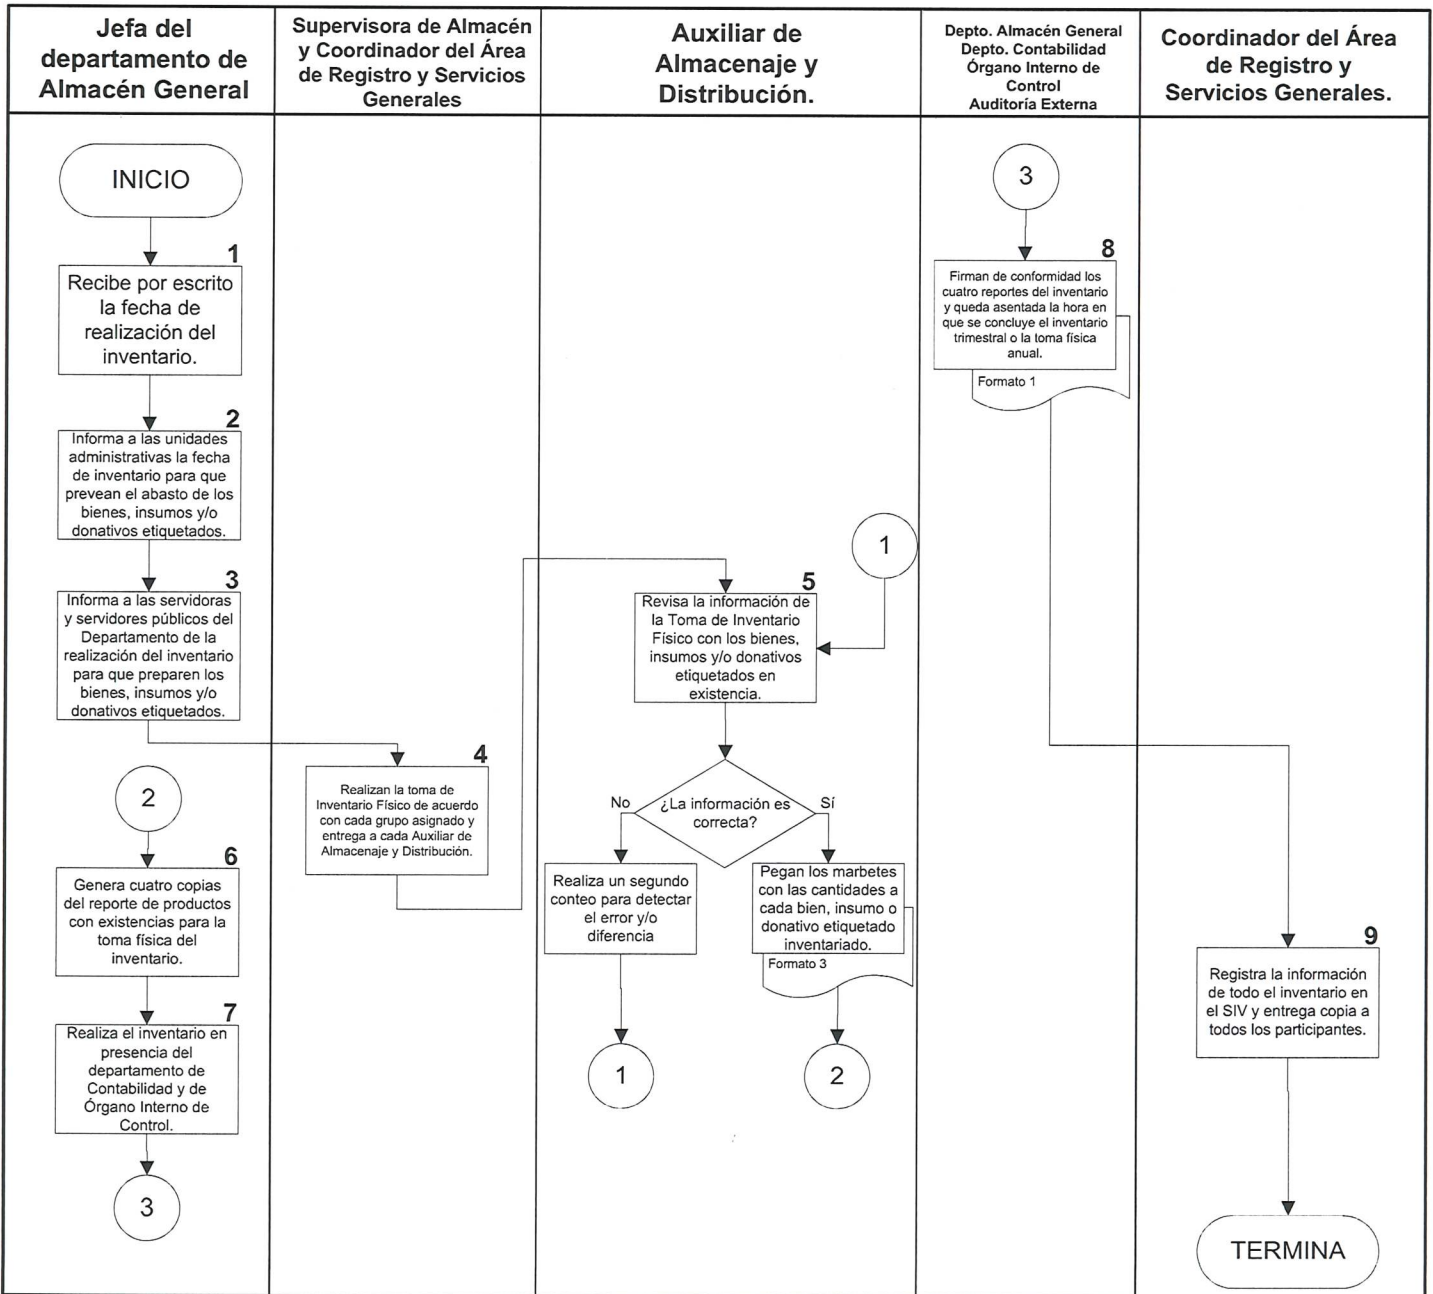 Jefa del
departamento de
Almacén General
Supervisora de Almacén
y Coordinador del Área
de Registro y Servicios
Generales
Auxiliar de
Almacenaje y
Distribución.
Depto. Almacén General
Depto. Contabilidad
Órgano Interno de
Control
Auditoría Externa
Coordinador del Área
de Registro y
Servicios Generales.
INICIO
1
Recibe por escrito
la fecha de
realización del
inventario.
2
Informa a las unidades
administrativas la fecha
de inventario para que
prevean el abasto de los
bienes, insumos y/o
donativos etiquetados.
3
Informa a las servidoras
y servidores públicos del
Departamento de la
realización del inventario
para que preparen los
bienes, insumos y/o
donativos etiquetados.
2
6
Genera cuatro copias
del reporte de productos
con existencias para la
toma física del
inventario.
7
Realiza el inventario en
presencia del
departamento de
Contabilidad y de
Órgano Interno de
Control.
3
4
Realizan la toma de
Inventario Físico de acuerdo
con cada grupo asignado y
entrega a cada Auxiliar de
Almacenaje y Distribución.
1
5
Revisa la información de
la Toma de Inventario
Físico con los bienes,
insumos y/o donativos
etiquetados en
existencia.
No
¿La información es
correcta?
Sí
Realiza un segundo
conteo para detectar
el error y/o
diferencia
Pegan los marbetes
con las cantidades a
cada bien, insumo o
donativo etiquetado
inventariado.
Formato 3
1
2
3
8
Firman de conformidad los
cuatro reportes del inventario
y queda asentada la hora en
que se concluye el inventario
trimestral o la toma física
anual.
Formato 1
9
Registra la información
de todo el inventario en
el SIV y entrega copia a
todos los participantes.
TERMINA